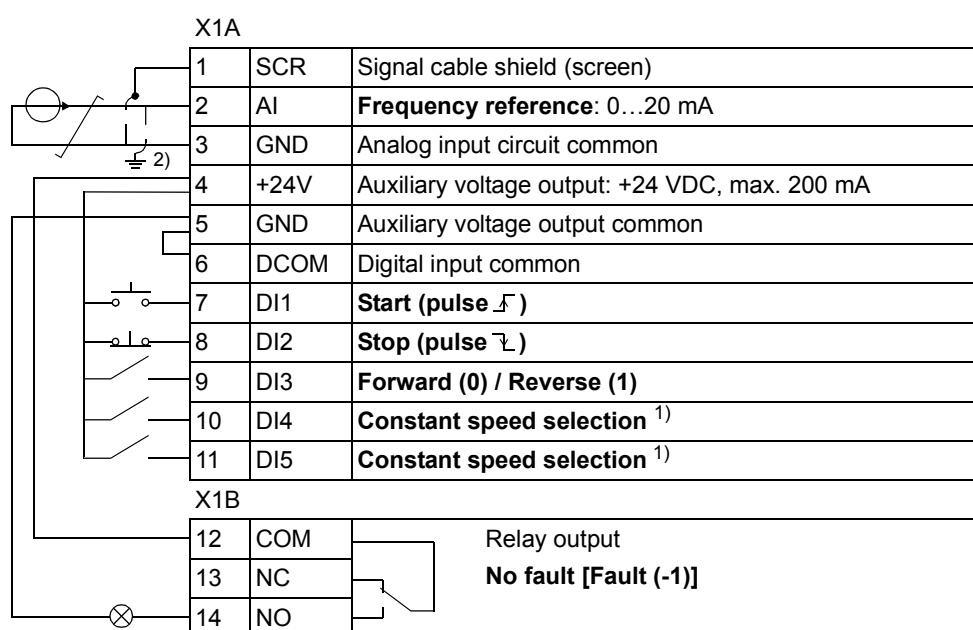 X1A
1 SCR Signal cable shield (screen)
2 AI Frequency reference: 0…20 mA
3 GND Analog input circuit common
2)
4 +24V Auxiliary voltage output: +24 VDC, max. 200 mA
5 GND Auxiliary voltage output common
6 DCOM Digital input common
7 DI1 Start (pulse )
8 DI2 Stop (pulse )
9 DI3 Forward (0) / Reverse (1)
10 DI4 Constant speed selection 1)
11 DI5 Constant speed selection 1)
X1B
12 COM Relay output
13 NC No fault [Fault (-1)]
14 NO